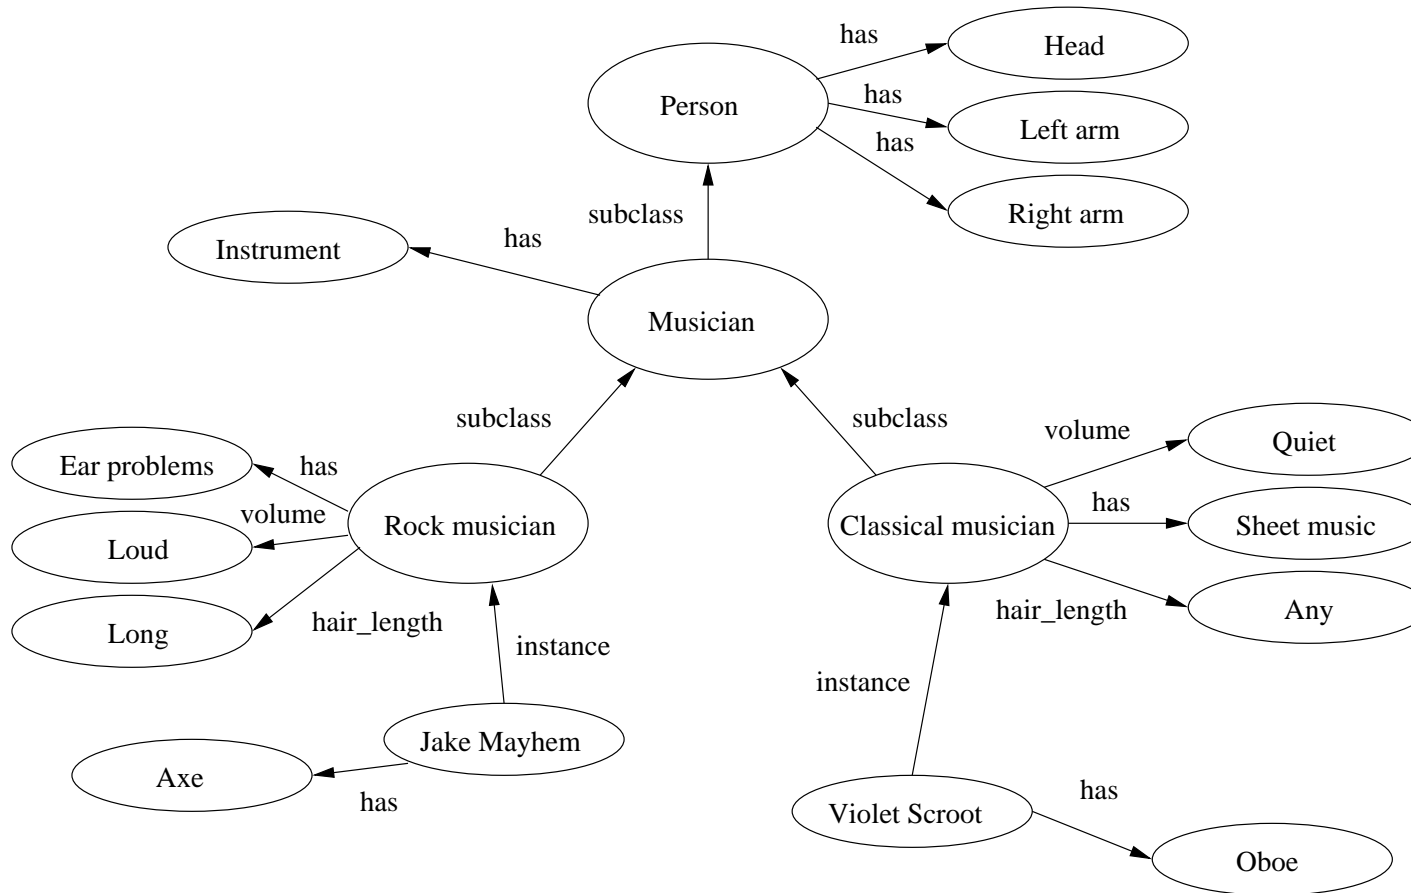 has
Head
Person
has
Left arm
has
Right arm
subclass
Instrument
has
Musician
subclass
subclass
volume
Quiet
Ear problems
has
has
volume
Rock musician
Classical musician
Sheet music
Loud
hair_length
hair_length
Any
Long
instance
instance
Jake Mayhem
Axe
has
has
Violet Scroot
Oboe